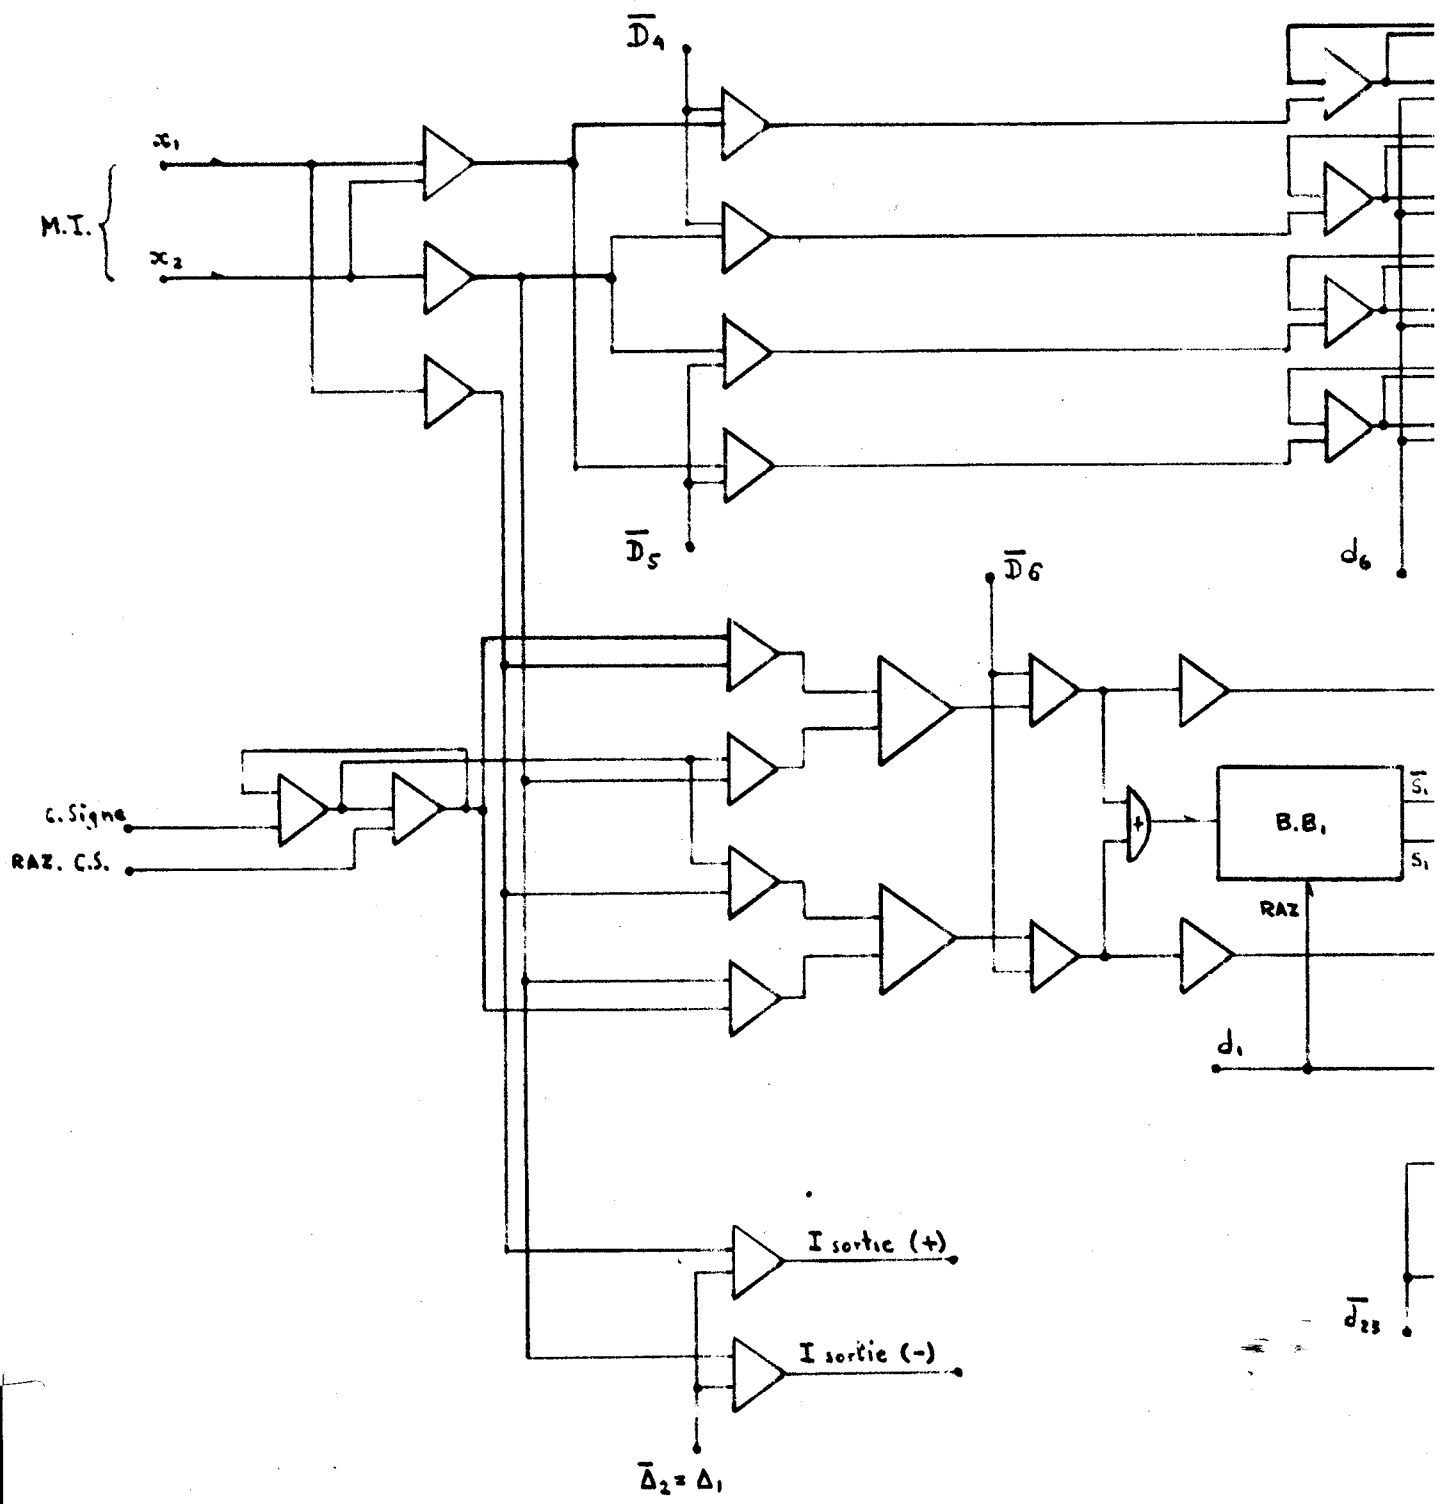 D̅₄
x₁
M.I.
x₂
D̅₅
d₆
D̅6
C.Signe
RAZ. C.S.
+
B.B₁
S̅₁
S₁
RAZ
d₁
I sortie (+)
d̅₂₃
I sortie (-)
Δ̅₂ = Δ₁